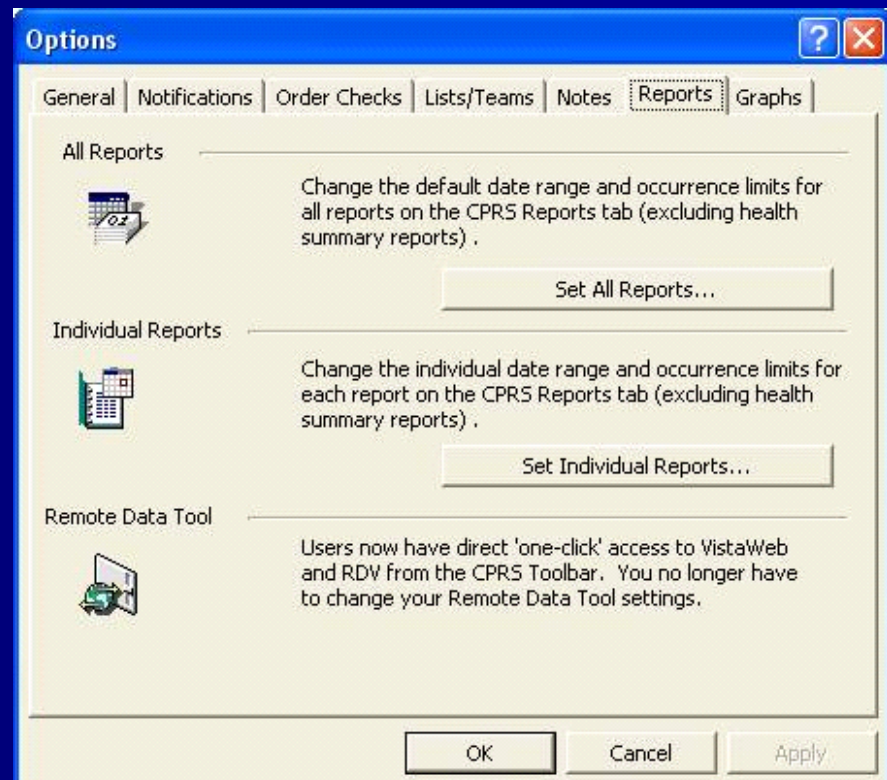 Options
General
Notifications
Order Checks
Lists/Teams
Notes
Reports
Graphs
All Reports
Change the default date range and occurrence limits for
all reports on the CPRS Reports tab (excluding health
summary reports) .
Set All Reports...
Individual Reports
Change the individual date range and occurrence limits for
each report on the CPRS Reports tab (excluding health
summary reports) .
Set Individual Reports...
Remote Data Tool
Users now have direct 'one-click' access to VistaWeb
and RDV from the CPRS Toolbar. You no longer have
to change your Remote Data Tool settings.
OK
Cancel
Apply